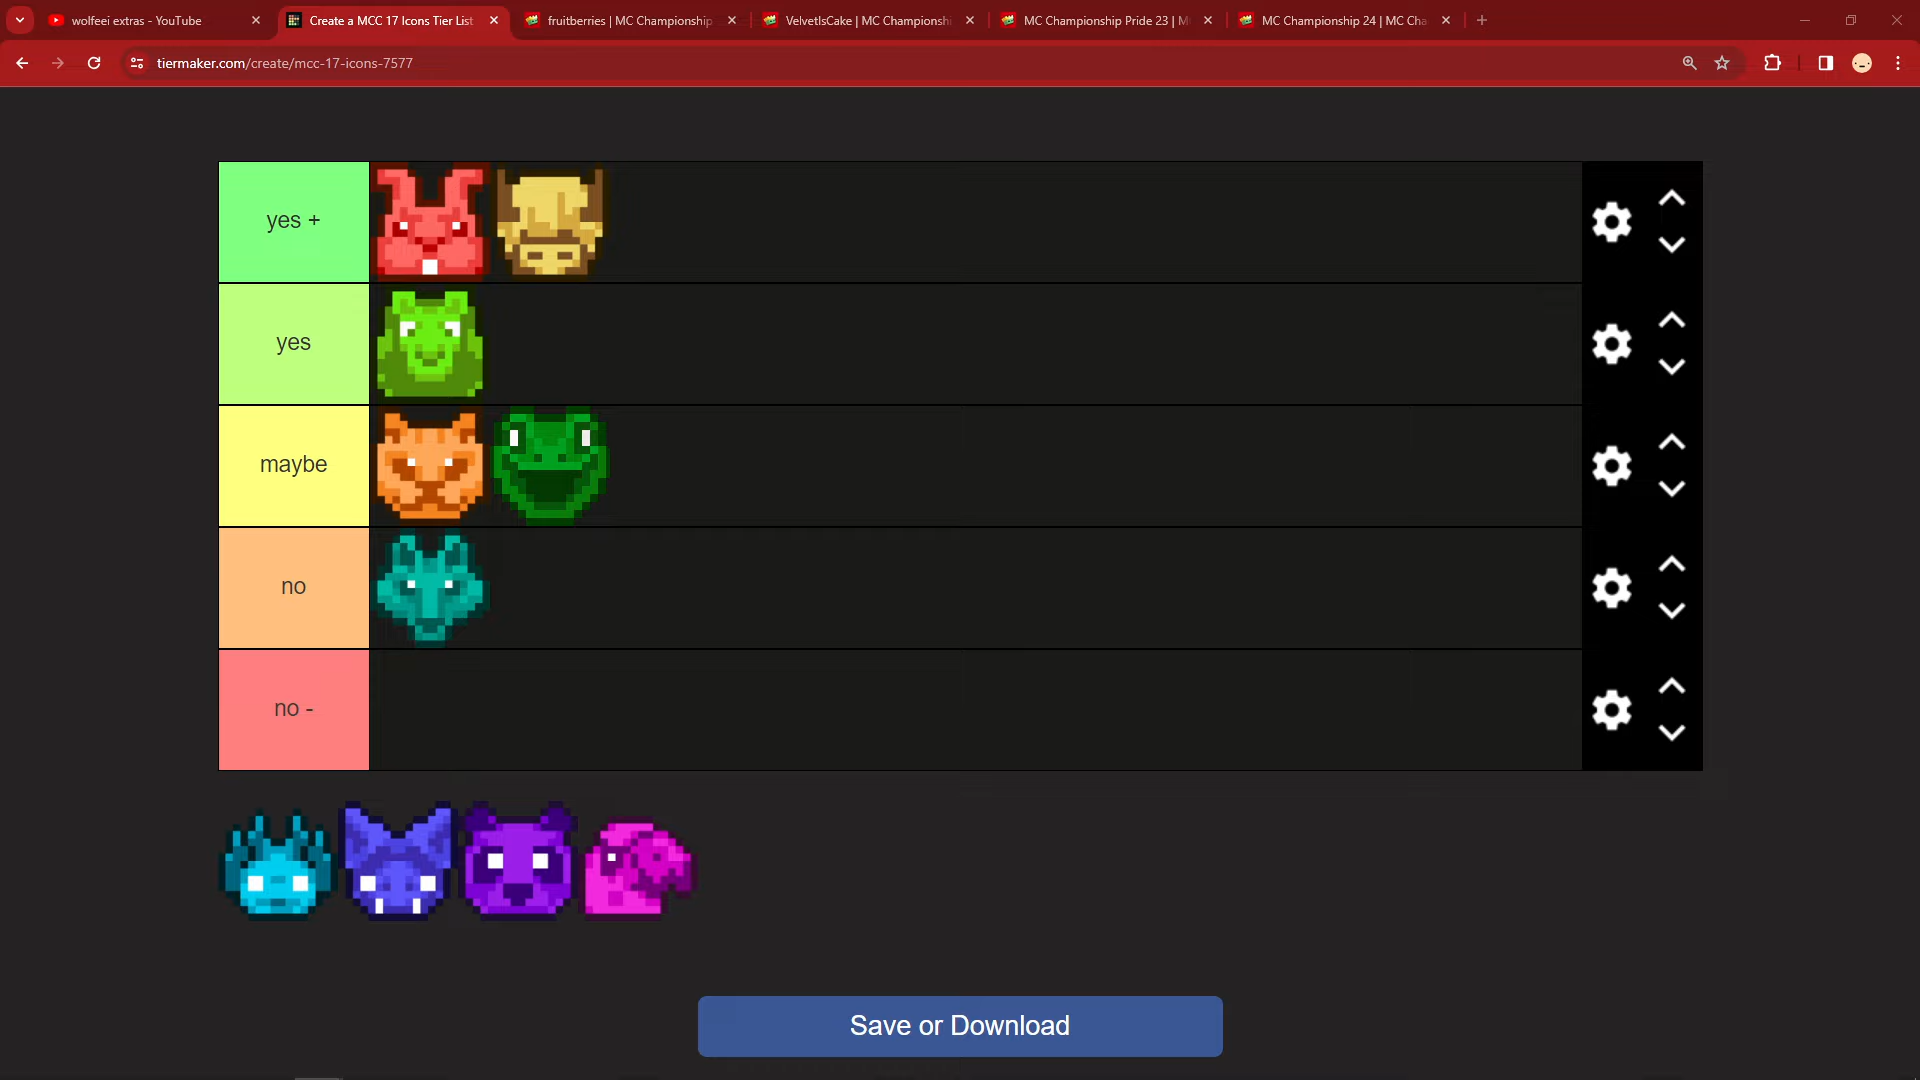 wolfeei extras - YouTube
Create a MCC 17 Icons Tier List
fruitberries | MC Championship
VelvetIsCake | MC Championshi
MC Championship Pride 23 | M
MC Championship 24 | MC Cha
tiermaker.com/create/mcc-17-icons-7577
yes +
yes
maybe
no
no -
Save or Download